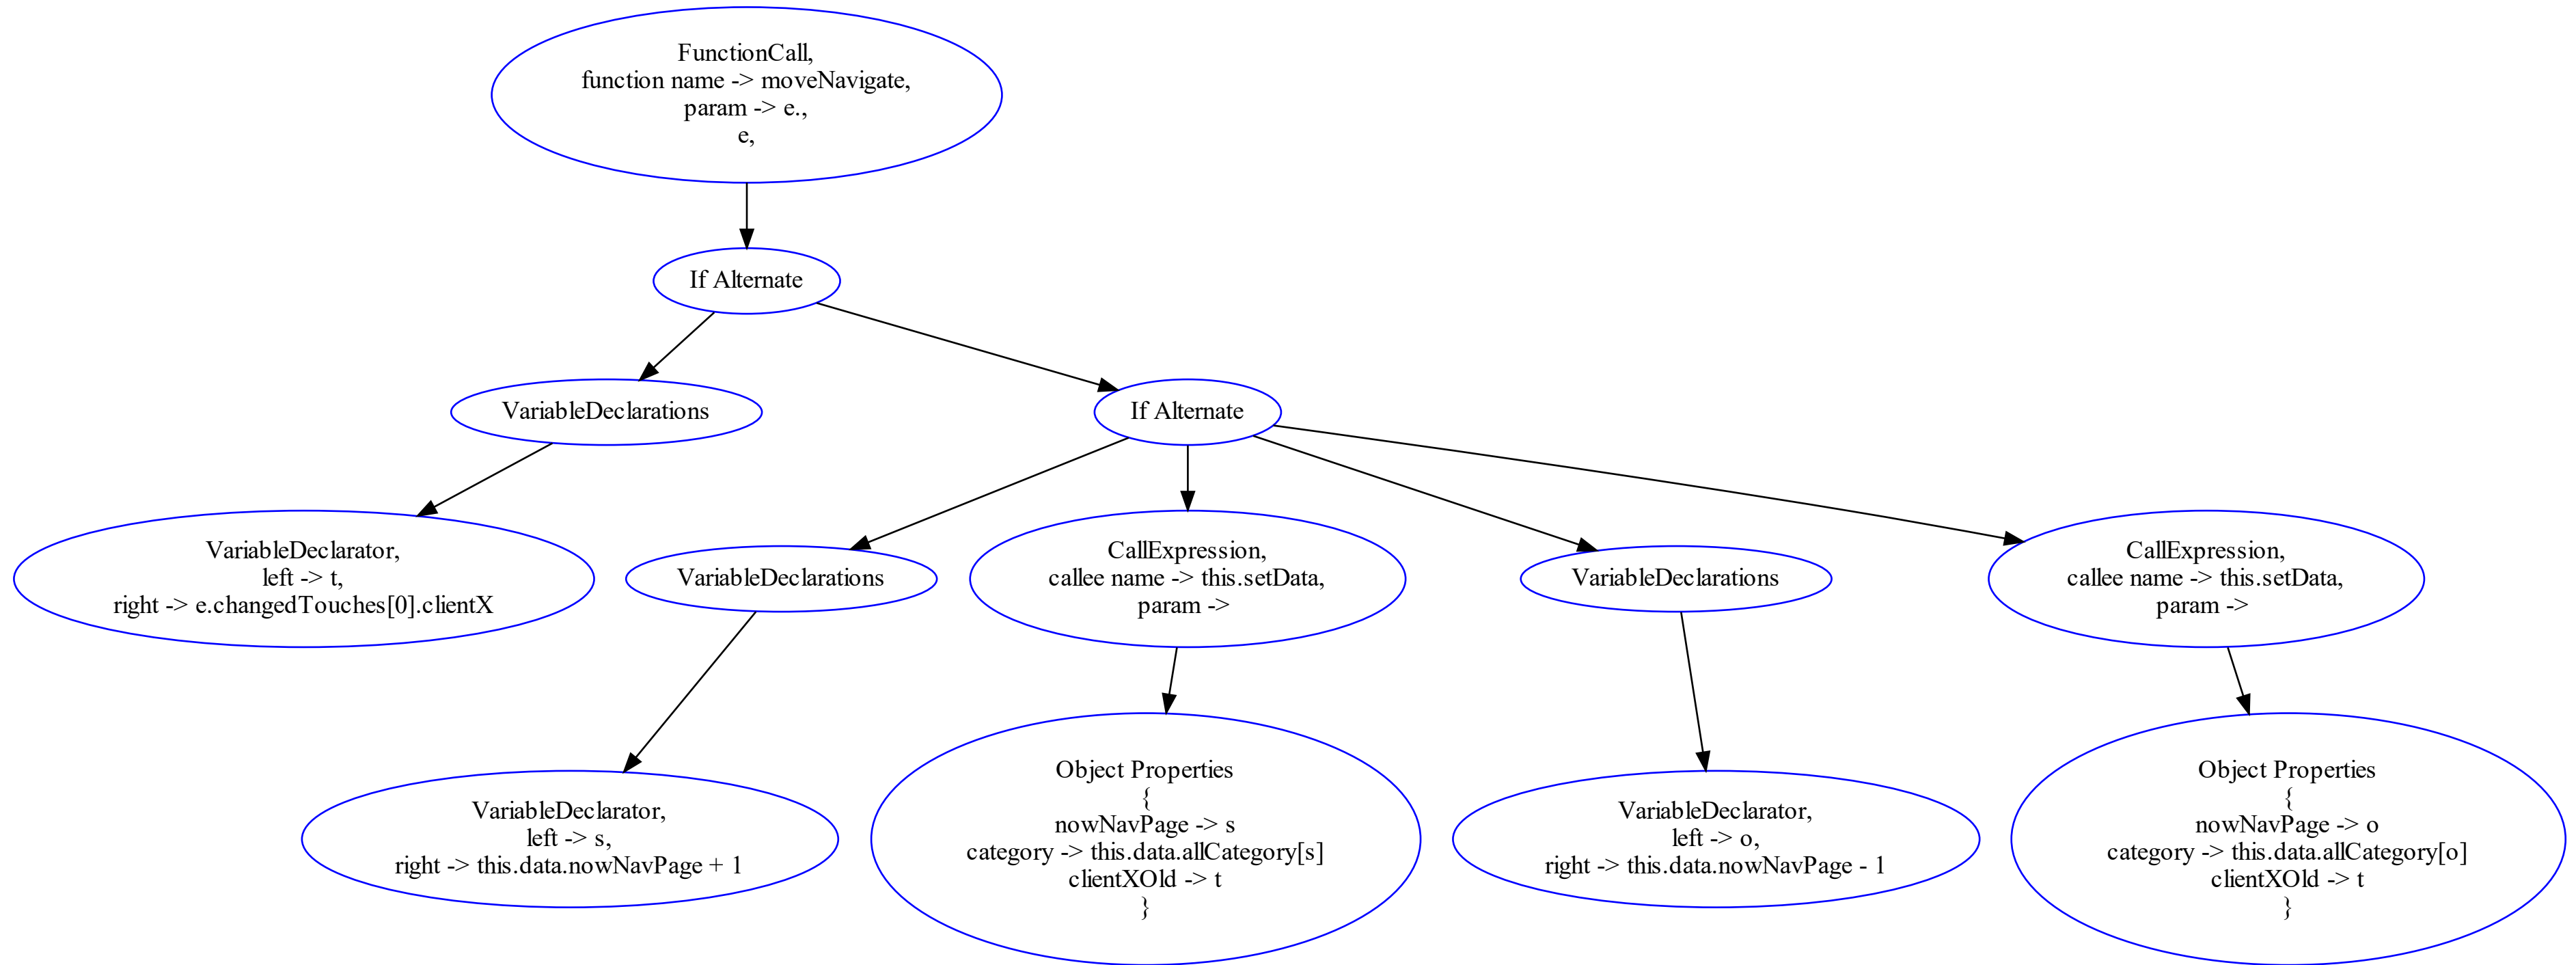 FunctionCall,
function name -> moveNavigate,
param -> e.,
e,
If Alternate
VariableDeclarations
If Alternate
VariableDeclarator,
left -> t,
right -> e.changedTouches[0].clientX
VariableDeclarations
CallExpression,
callee name -> this.setData,
param ->
VariableDeclarations
CallExpression,
callee name -> this.setData,
param ->
VariableDeclarator,
left -> s,
right -> this.data.nowNavPage + 1
Object Properties
{
nowNavPage -> s
category -> this.data.allCategory[s]
clientXOld -> t
}
VariableDeclarator,
left -> o,
right -> this.data.nowNavPage - 1
Object Properties
{
nowNavPage -> o
category -> this.data.allCategory[o]
clientXOld -> t
}